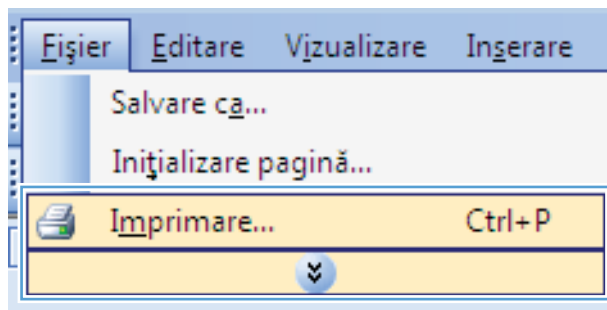 Fişier Editare Vizualizare Inserare
Salvare ca...
Iniţializare pagină...
Imprimare... Ctrl+P